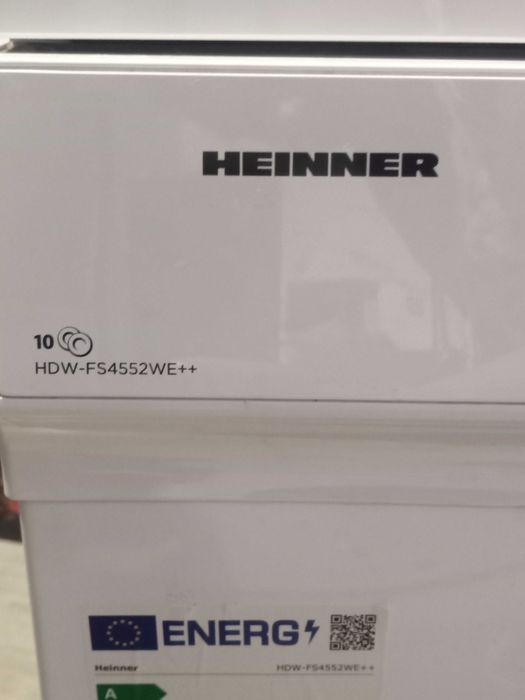 HEINNER
10
HDW-FS4552WE++
ENERG
Heinner HDW-FS4552WE++
A